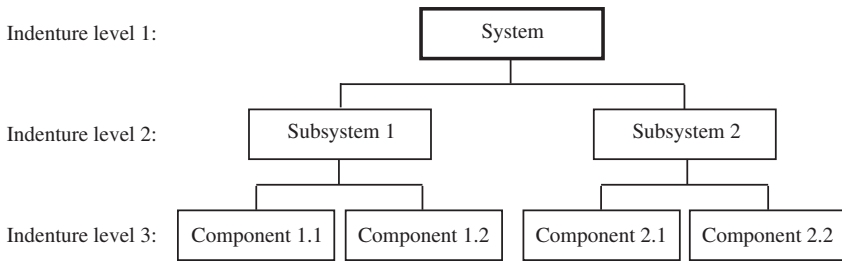 Indenture level 1: System
Indenture level 2: Subsystem 1 Subsystem 2
Indenture level 3: Component 1.1 Component 1.2 Component 2.1 Component 2.2